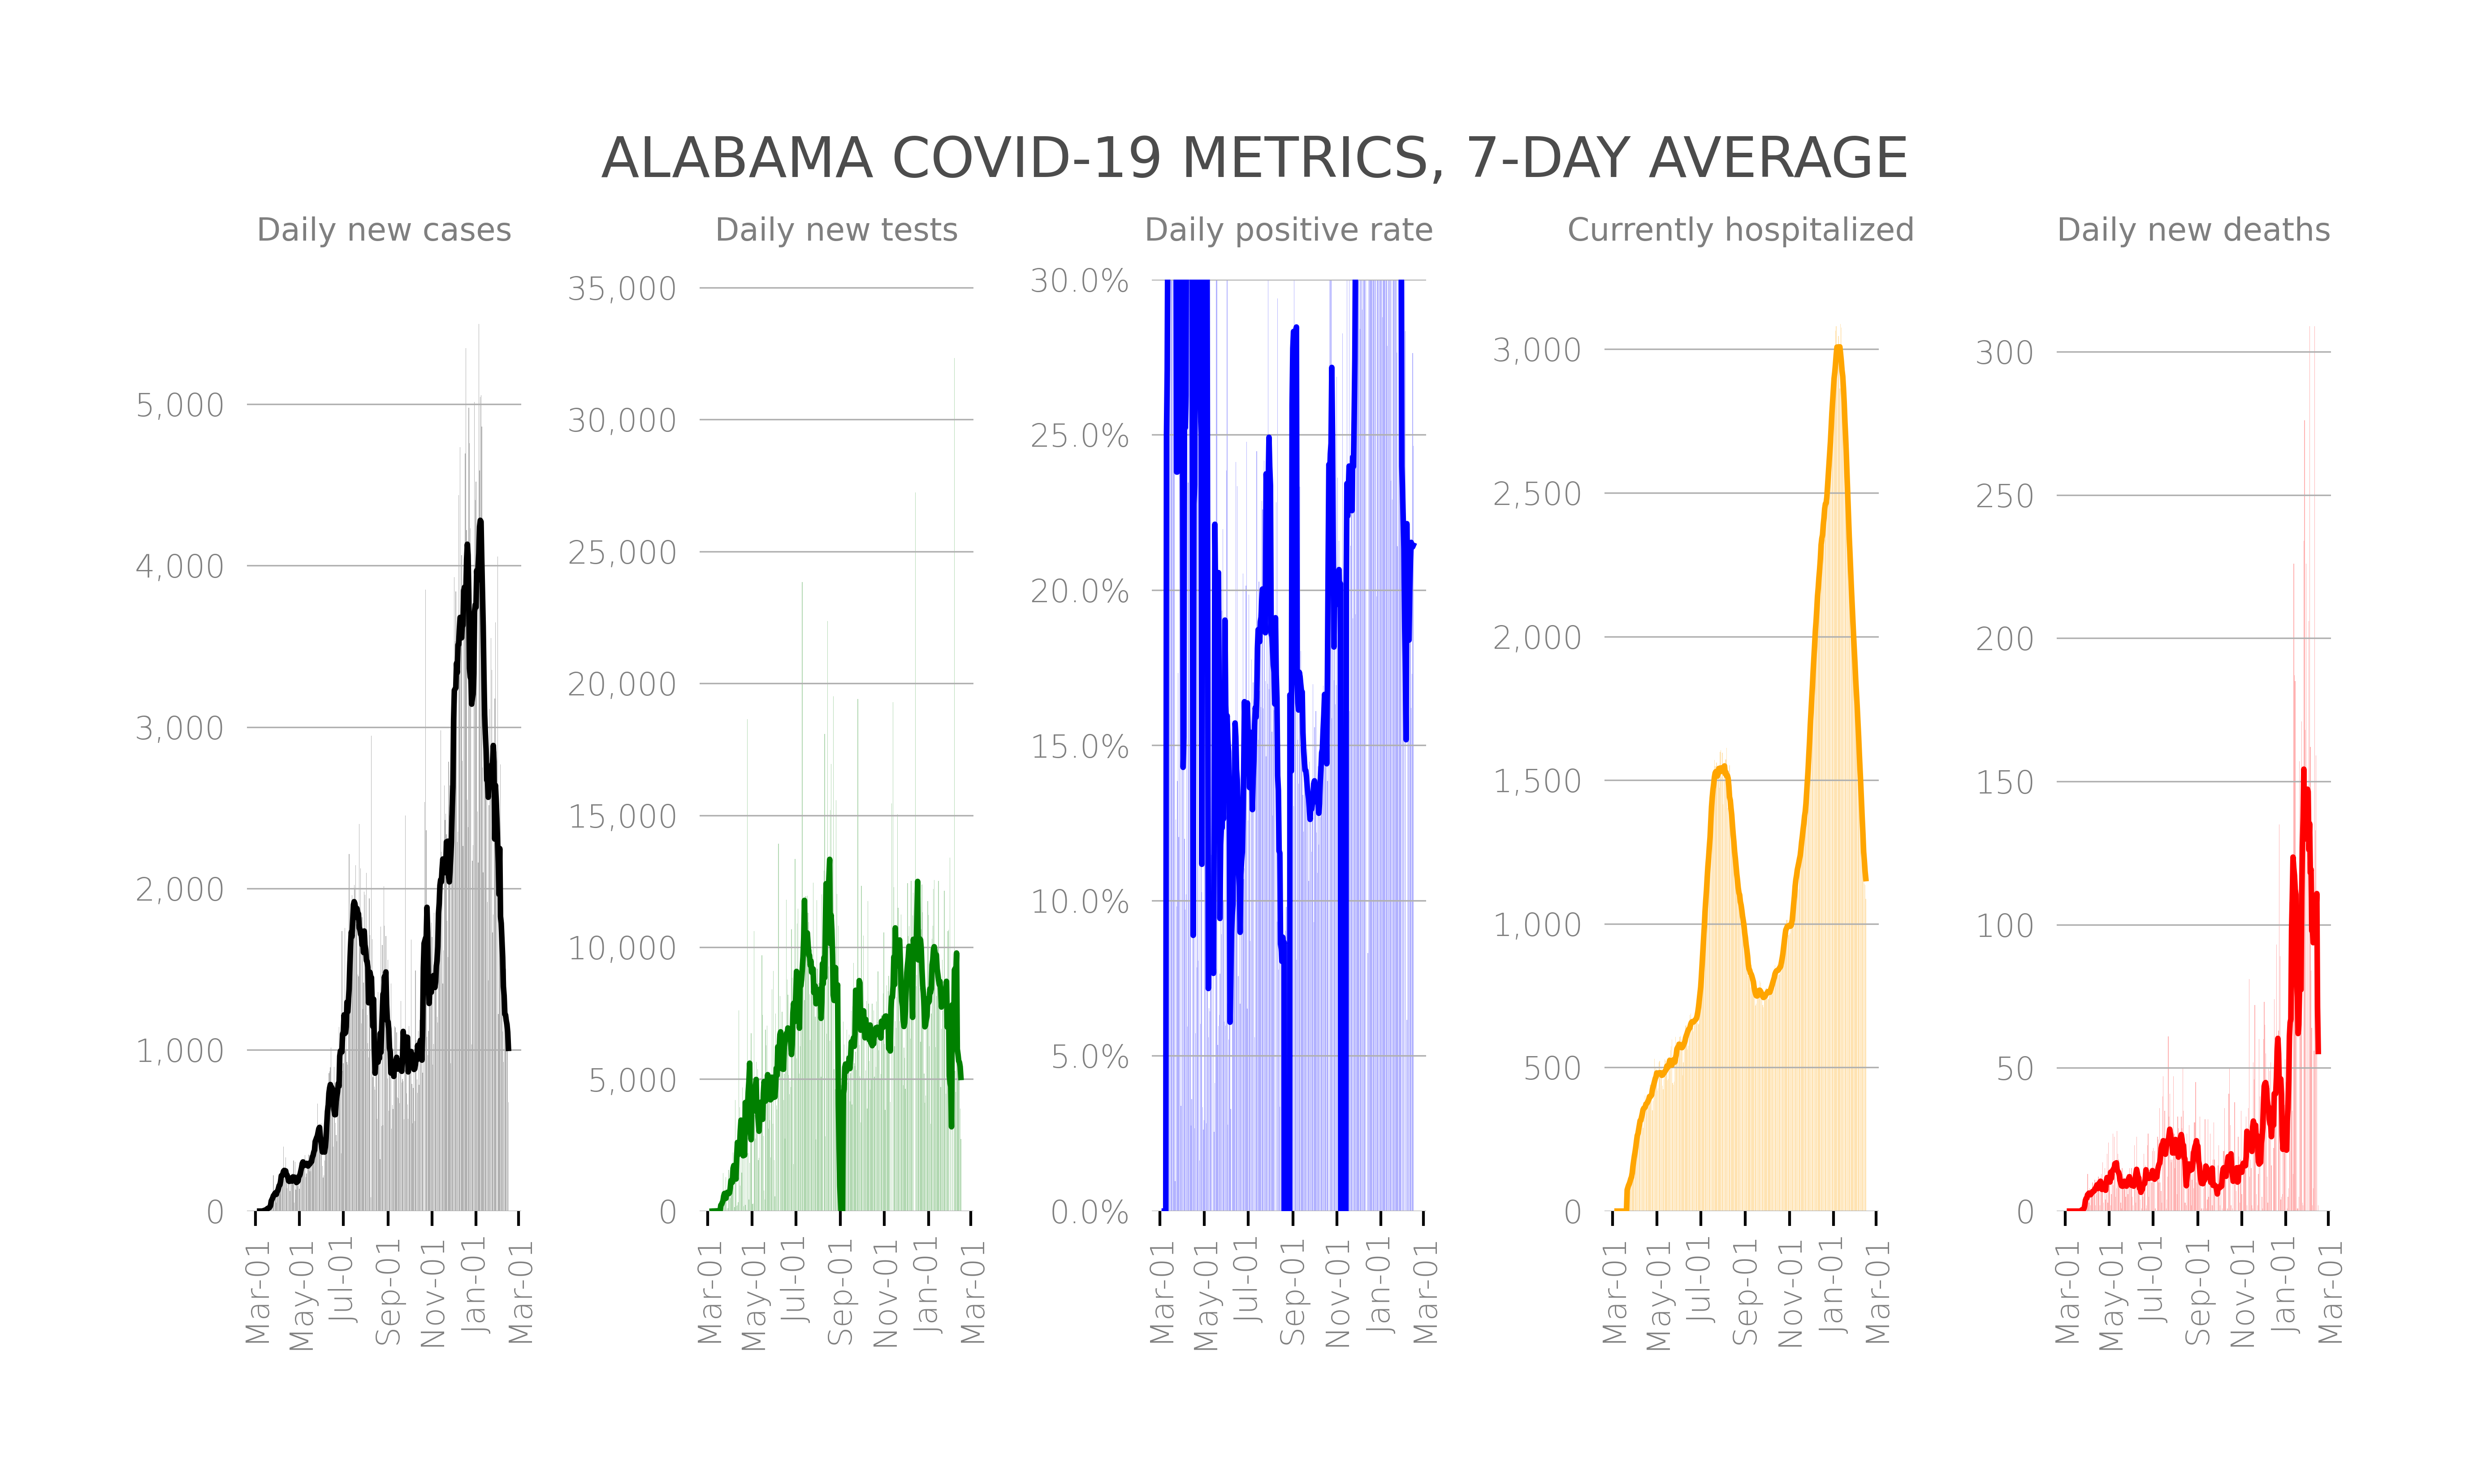 ALABAMA COVID-19 METRICS, 7-DAY AVERAGE
Daily new cases
5,000
4,000
3,000
2,000
1,000
0
Mar-01
May-01
Jul-01
Sep-01
Nov-01
Jan-01
Mar-01
Daily new tests
35,000
30,000
25,000
20,000
15,000
10,000
5,000
0
Mar-01
May-01
Jul-01
Sep-01
Nov-01
Jan-01
Mar-01
Daily positive rate
30.0%
25.0%
20.0%
15.0%
10.0%
5.0%
0.0%
Mar-01
May-01
Jul-01
Sep-01
Nov-01
Jan-01
Mar-01
Currently hospitalized
3,000
2,500
2,000
1,500
1,000
500
0
Mar-01
May-01
Jul-01
Sep-01
Nov-01
Jan-01
Mar-01
Daily new deaths
300
250
200
150
100
50
0
Mar-01
May-01
Jul-01
Sep-01
Nov-01
Jan-01
Mar-01